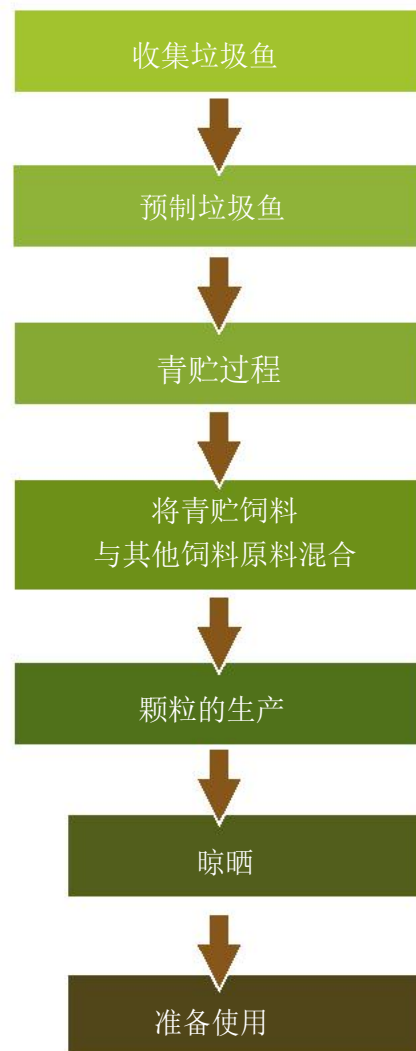 收集垃圾鱼
预制垃圾鱼
青贮过程
将青贮饲料
与其他饲料原料混合
颗粒的生产
晾晒
准备使用